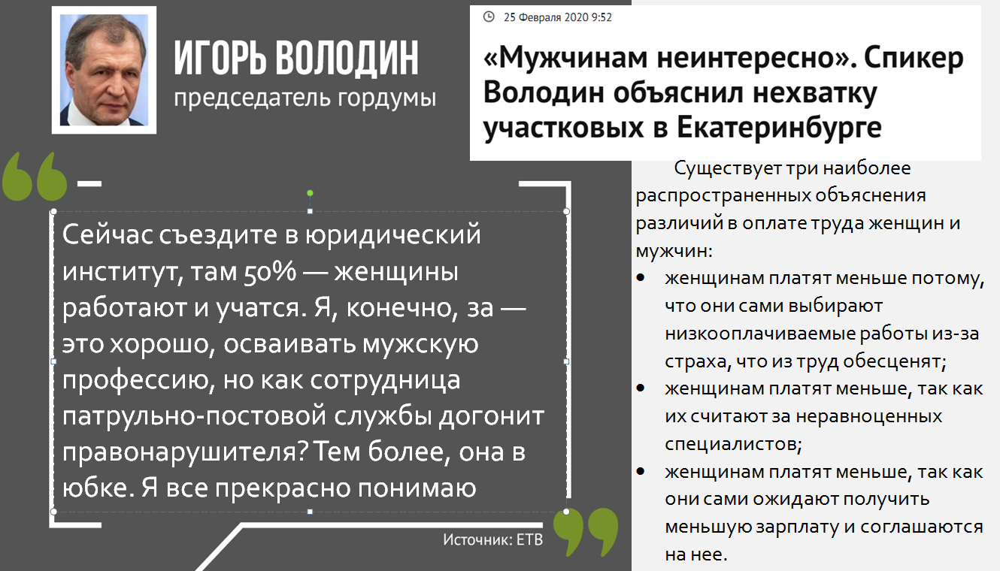 ИГОРЬ ВОЛОДИН
председатель гордумы
25 Февраля 2020 9:52
«Мужчинам неинтересно». Спикер
Володин объяснил нехватку
участковых в Екатеринбурге
Сейчас съездите в юридический
институт, там 50% — женщины
работают и учатся. Я, конечно, за —
это хорошо, осваивать мужскую
профессию, но как сотрудница
патрульно-постовой службы догонит
правонарушителя? Тем более, она в
юбке. Я все прекрасно понимаю
Источник: ЕТВ
Существует три наиболее
распространенных объяснения
различий в оплате труда женщин и
мужчин:
• женщинам платят меньше потому,
что они сами выбирают
низкооплачиваемые работы из-за
страха, что из труд обесценят;
• женщинам платят меньше, так как
их считают за неравноценных
специалистов;
• женщинам платят меньше, так как
они сами ожидают получить
меньшую зарплату и соглашаются
на нее.